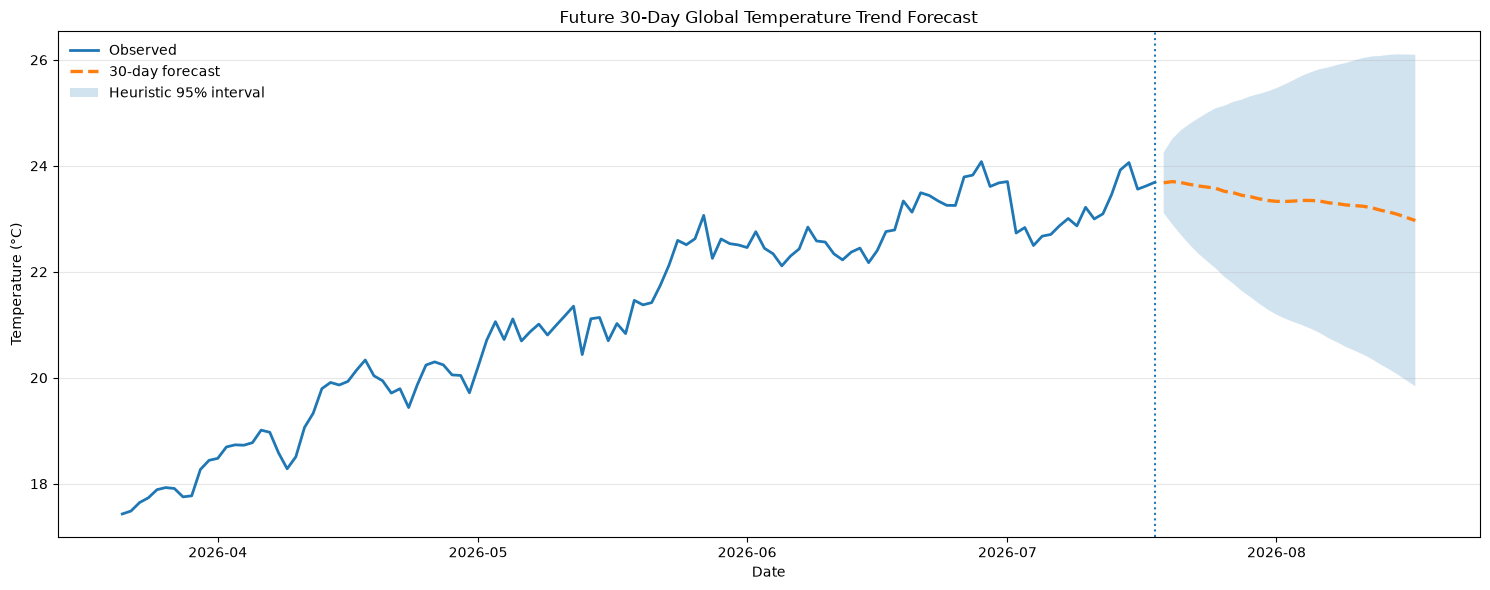 Future 30-Day Global Temperature Trend Forecast
Observed
30-day forecast
Heuristic 95% interval
Temperature (°C)
26
24
22
20
18
2026-04
2026-05
2026-06
2026-07
2026-08
Date